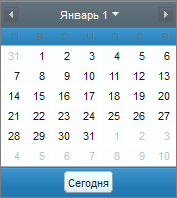 Январь 1
П В С Ч П С В
31 1 2 3 4 5 6
7 8 9 10 11 12 13
14 15 16 17 18 19 20
21 22 23 24 25 26 27
28 29 30 31 1 2 3
4 5 6 7 8 9 10
Сегодня